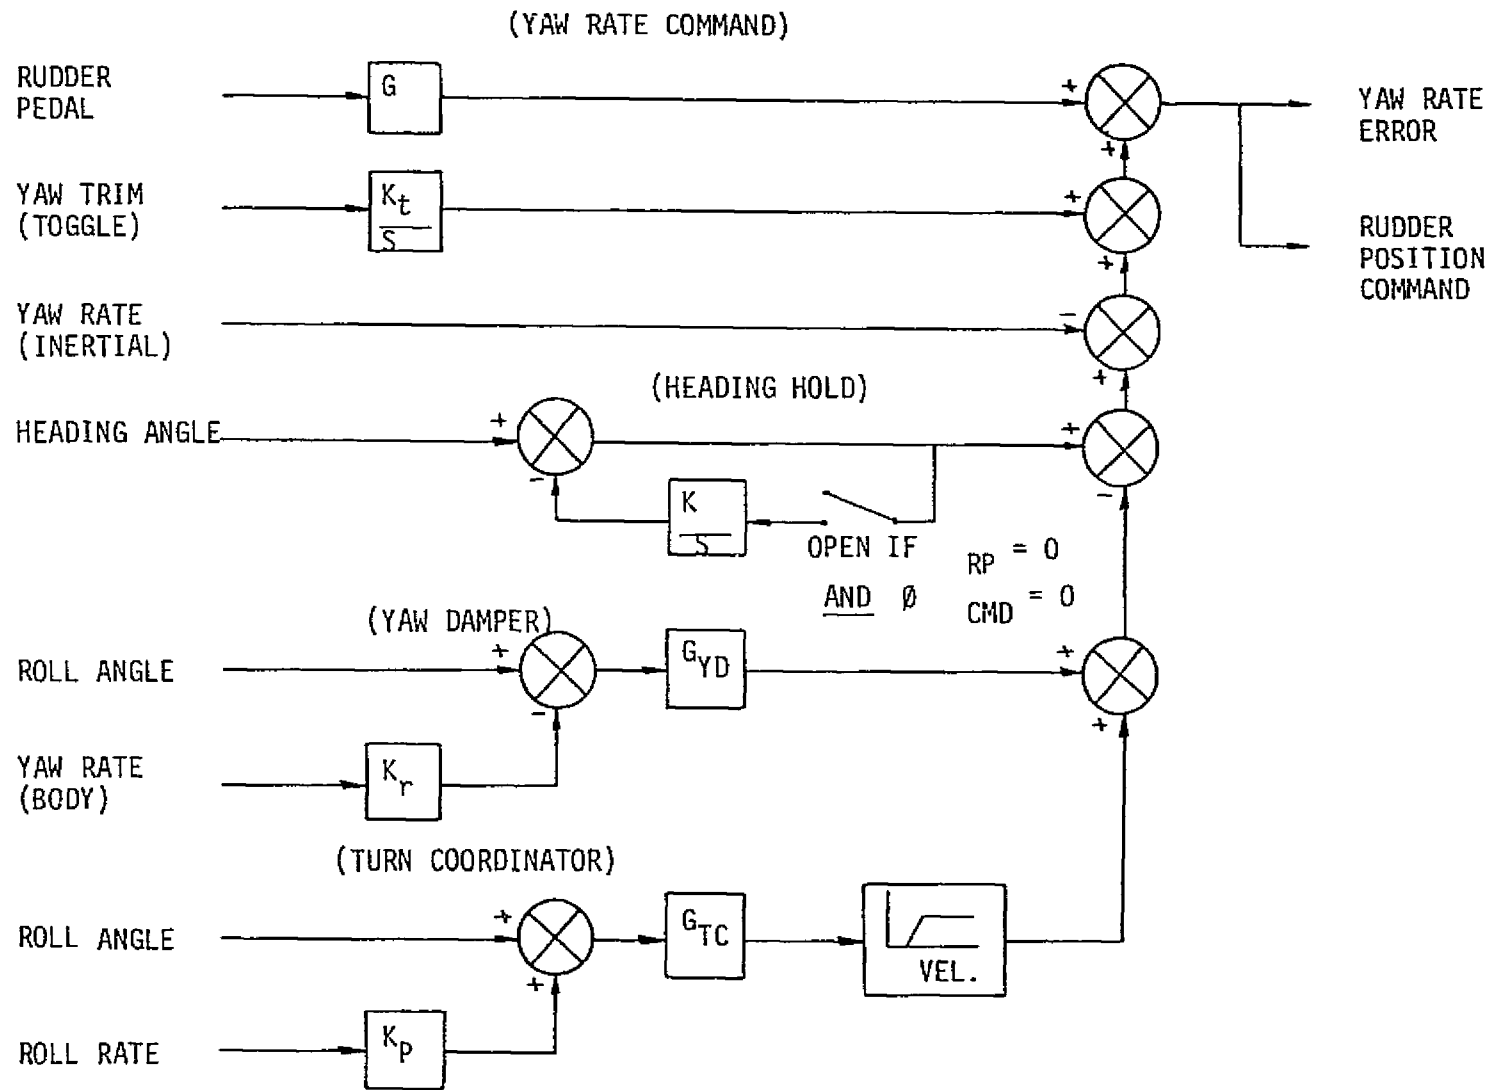 (YAW RATE COMMAND)
RUDDER
PEDAL
G
+
+
YAW RATE
ERROR
YAW TRIM
(TOGGLE)
Kt
S
+
+
RUDDER
POSITION
COMMAND
YAW RATE
(INERTIAL)
-
+
(HEADING HOLD)
HEADING ANGLE
+
-
+
-
K
S
OPEN IF RP = 0
AND Ø CMD = 0
(YAW DAMPER)
ROLL ANGLE
+
-
GYD
+
+
YAW RATE
(BODY)
Kr
(TURN COORDINATOR)
ROLL ANGLE
+
+
GTC
VEL.
ROLL RATE
Kp